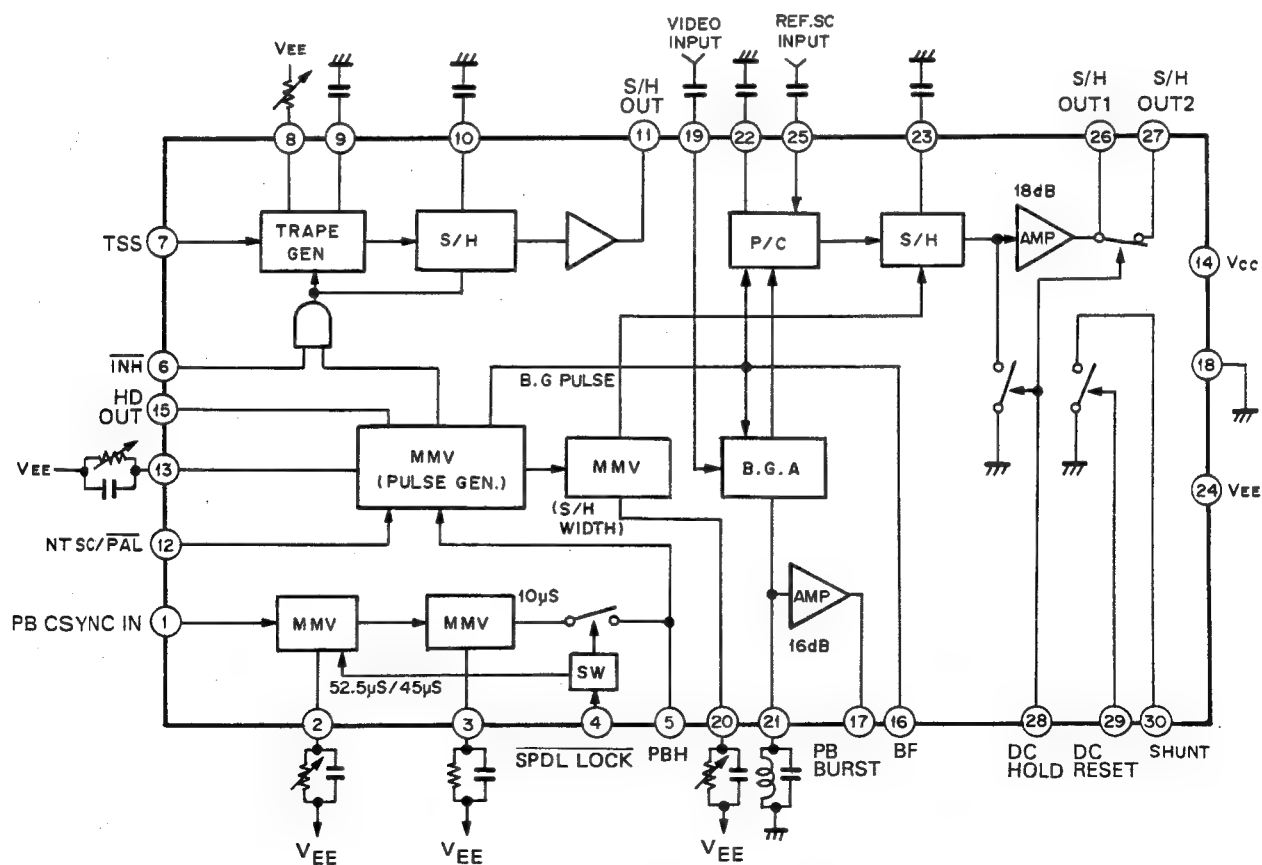 VIDEO INPUT
REF.SC INPUT
VEE
S/H OUT
S/H OUT1
S/H OUT2
8
9
10
11
19
22
25
23
26
27
TSS
7
TRAPE GEN
S/H
P/C
S/H
18dB
AMP
14
Vcc
INH
6
HD OUT
15
B.G PULSE
18
VEE
13
MMV (PULSE GEN.)
MMV
(S/H WIDTH)
B.G.A
24
VEE
NTSC/PAL
12
PB CSYNC IN
1
MMV
MMV
10µS
AMP
16dB
SW
52.5µS/45µS
2
3
4
5
20
21
17
16
28
29
30
SPDL LOCK
PBH
PB BURST
BF
DC HOLD
DC RESET
SHUNT
VEE
VEE
VEE